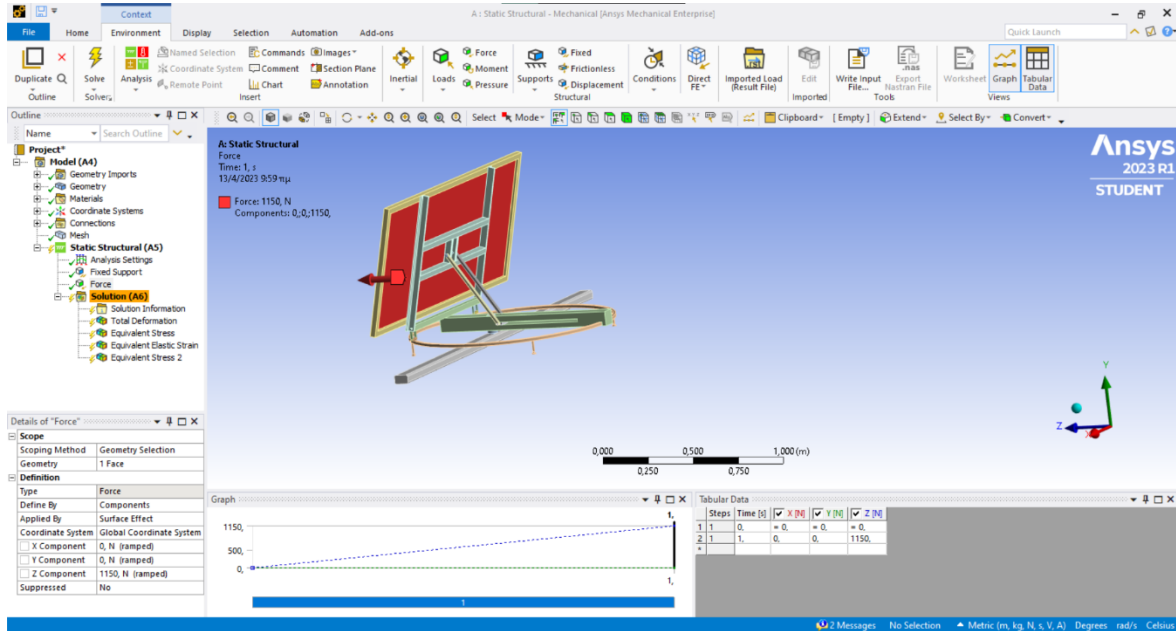 Context
A : Static Structural - Mechanical [Ansys Mechanical Enterprise]
File Home Environment Display Selection Automation Add-ons Quick Launch
Duplicate Solve Analysis Named Selection Coordinate System Remote Point Commands Comment Chart Images Section Plane Annotation Inertial Loads Force Moment Pressure Supports Fixed Frictionless Displacement Conditions Direct FE Imported Load (Result File) Edit Write Input File... Export Nastran File .nas Worksheet Graph Tabular Data
Outline Solver Insert Structural Imported Tools Views
Outline
Name Search Outline
Select Mode Clipboard [ Empty ] Extend Select By Convert
Project*
Model (A4)
Geometry Imports
Geometry
Materials
Coordinate Systems
Connections
Mesh
Static Structural (A5)
Analysis Settings
Fixed Support
Force
Solution (A6)
Solution Information
Total Deformation
Equivalent Stress
Equivalent Elastic Strain
Equivalent Stress 2
A: Static Structural
Force
Time: 1, s
13/4/2023 9:59 πμ
Force: 1150, N
Components: 0,;0,;1150,
Ansys
2023 R1
STUDENT
Y
Z
X
0,000 0,500 1,000 (m)
0,250 0,750
Details of "Force"
Scope
Scoping Method Geometry Selection
Geometry 1 Face
Definition
Type Force
Define By Components
Applied By Surface Effect
Coordinate System Global Coordinate System
X Component 0, N (ramped)
Y Component 0, N (ramped)
Z Component 1150, N (ramped)
Suppressed No
Graph
1,
1150,
500,
0,
1,
1
Tabular Data
Steps Time [s] X [N] Y [N] Z [N]
1 1 0, = 0, = 0, = 0,
2 1 1, 0, 0, 1150,
*
2 Messages No Selection Metric (m, kg, N, s, V, A) Degrees rad/s Celsius